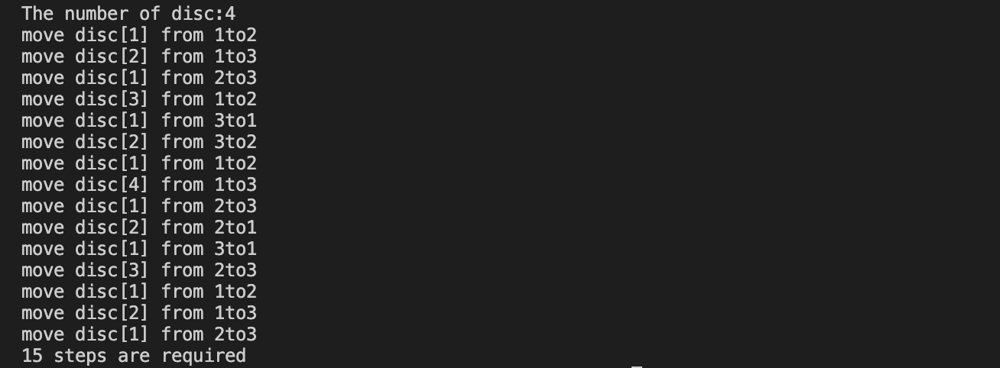 The number of disc:4
move disc[1] from 1to2
move disc[2] from 1to3
move disc[1] from 2to3
move disc[3] from 1to2
move disc[1] from 3to1
move disc[2] from 3to2
move disc[1] from 1to2
move disc[4] from 1to3
move disc[1] from 2to3
move disc[2] from 2to1
move disc[1] from 3to1
move disc[3] from 2to3
move disc[1] from 1to2
move disc[2] from 1to3
move disc[1] from 2to3
15 steps are required